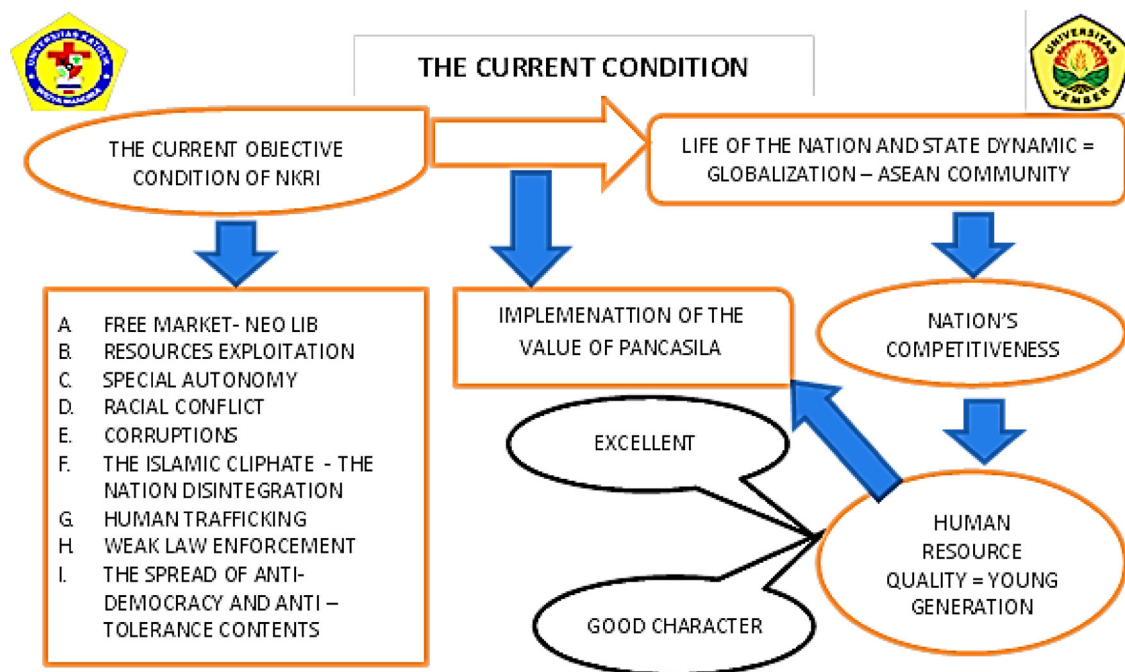 THE CURRENT CONDITION
UNIVERSITAS KATOLIK
UNIVERSITAS
JEMBER
THE CURRENT OBJECTIVE
CONDITION OF NKRI
LIFE OF THE NATION AND STATE DYNAMIC =
GLOBALIZATION – ASEAN COMMUNITY
A. FREE MARKET- NEO LIB
B. RESOURCES EXPLOITATION
C. SPECIAL AUTONOMY
D. RACIAL CONFLICT
E. CORRUPTIONS
F. THE ISLAMIC CLIPHATE - THE
NATION DISINTEGRATION
G. HUMAN TRAFFICKING
H. WEAK LAW ENFORCEMENT
I. THE SPREAD OF ANTI-
DEMOCRACY AND ANTI –
TOLERANCE CONTENTS
IMPLEMENATTION OF THE
VALUE OF PANCASILA
NATION'S
COMPETITIVENESS
EXCELLENT
GOOD CHARACTER
HUMAN
RESOURCE
QUALITY = YOUNG
GENERATION